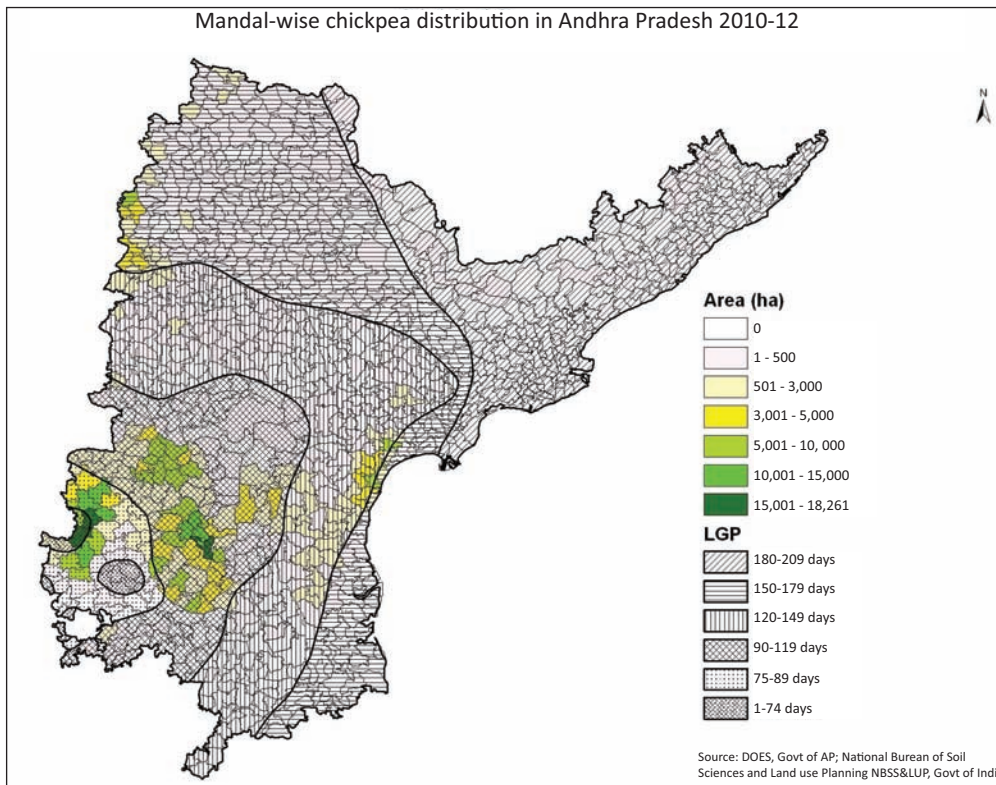 Mandal-wise chickpea distribution in Andhra Pradesh 2010-12
N
Area (ha)
0
1 - 500
501 - 3,000
3,001 - 5,000
5,001 - 10, 000
10,001 - 15,000
15,001 - 18,261
LGP
180-209 days
150-179 days
120-149 days
90-119 days
75-89 days
1-74 days
Source: DOES, Govt of AP; National Burean of Soil
Sciences and Land use Planning NBSS&LUP, Govt of Indi